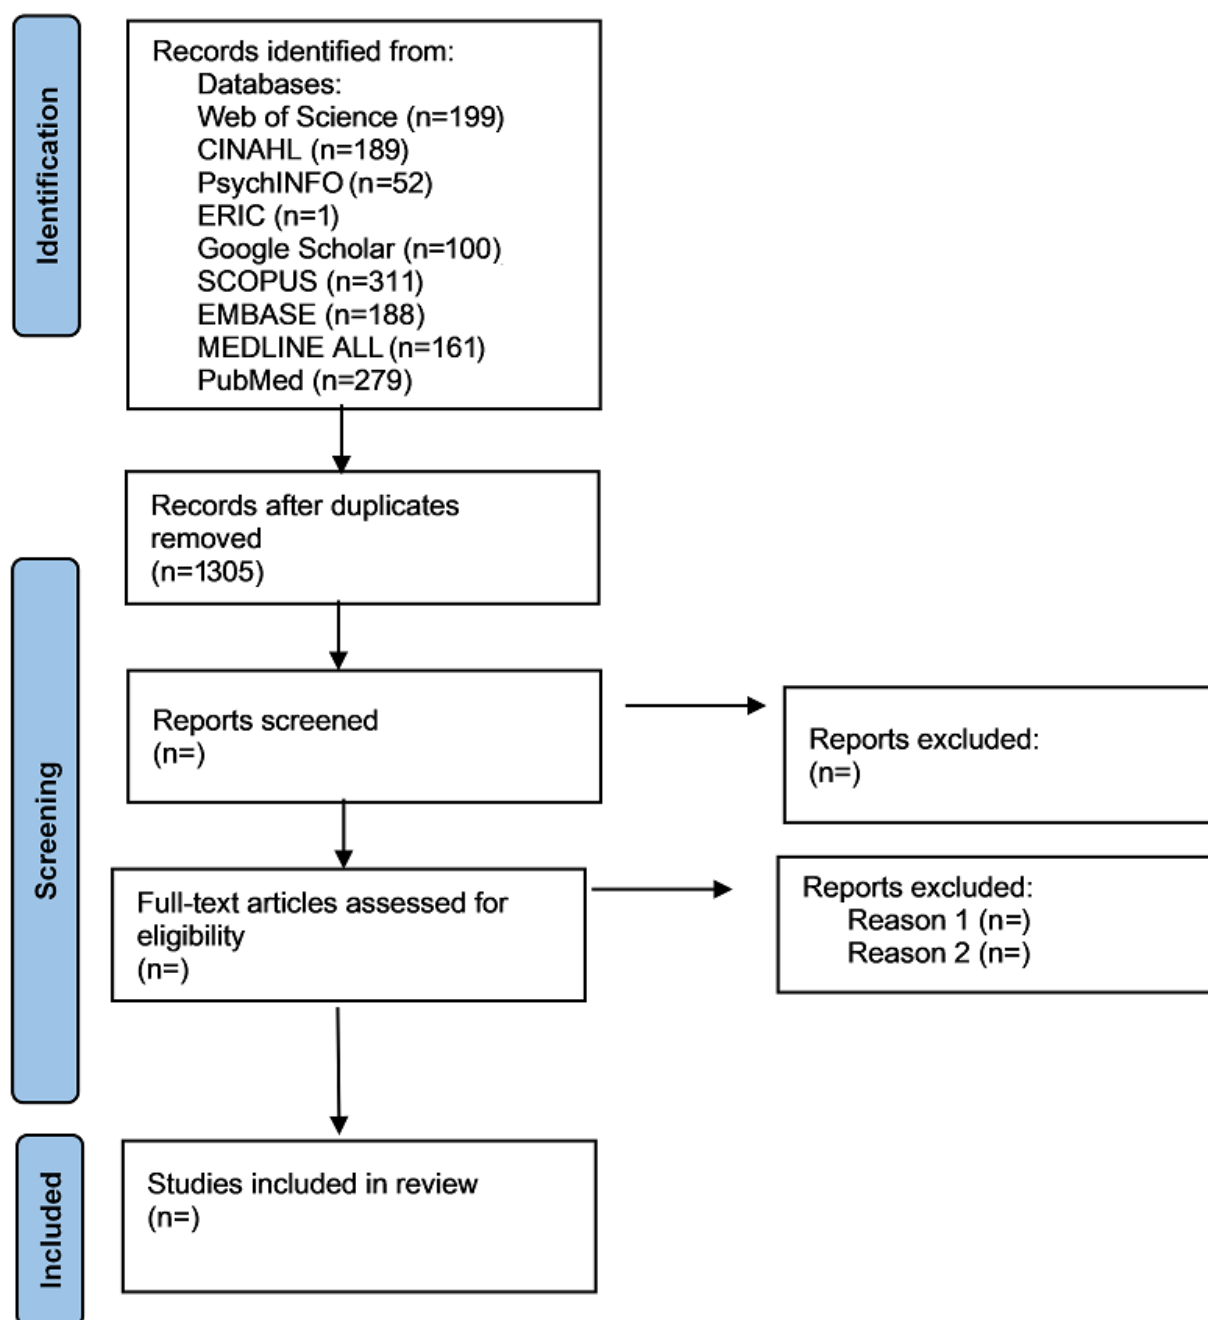 Identification
Records identified from:
Databases:
Web of Science (n=199)
CINAHL (n=189)
PsychINFO (n=52)
ERIC (n=1)
Google Scholar (n=100)
SCOPUS (n=311)
EMBASE (n=188)
MEDLINE ALL (n=161)
PubMed (n=279)
Records after duplicates
removed
(n=1305)
Screening
Reports screened
(n=)
Reports excluded:
(n=)
Full-text articles assessed for
eligibility
(n=)
Reports excluded:
Reason 1 (n=)
Reason 2 (n=)
Included
Studies included in review
(n=)